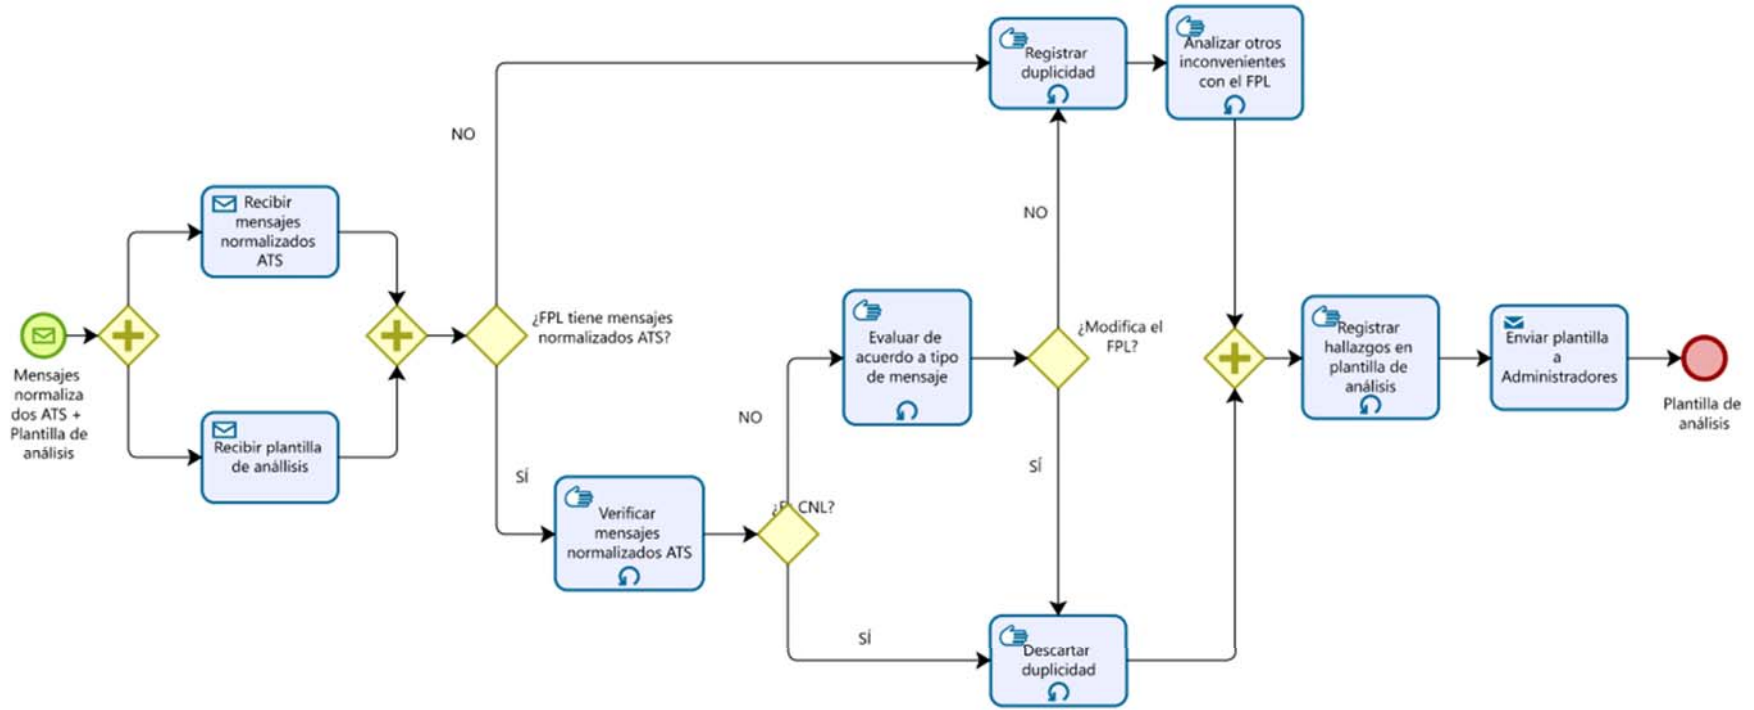 Mensajes
normaliza
dos ATS +
Plantilla de
análisis
Recibir
mensajes
normalizados
ATS
Recibir plantilla
de anállisis
¿FPL tiene mensajes
normalizados ATS?
NO
SÍ
Verificar
mensajes
normalizados ATS
CNL?
NO
SÍ
Evaluar de
acuerdo a tipo
de mensaje
¿Modifica el
FPL?
NO
SÍ
Registrar
duplicidad
Analizar otros
inconvenientes
con el FPL
Descartar
duplicidad
Registrar
hallazgos en
plantilla de
análisis
Enviar plantilla
a
Administradores
Plantilla de
análisis